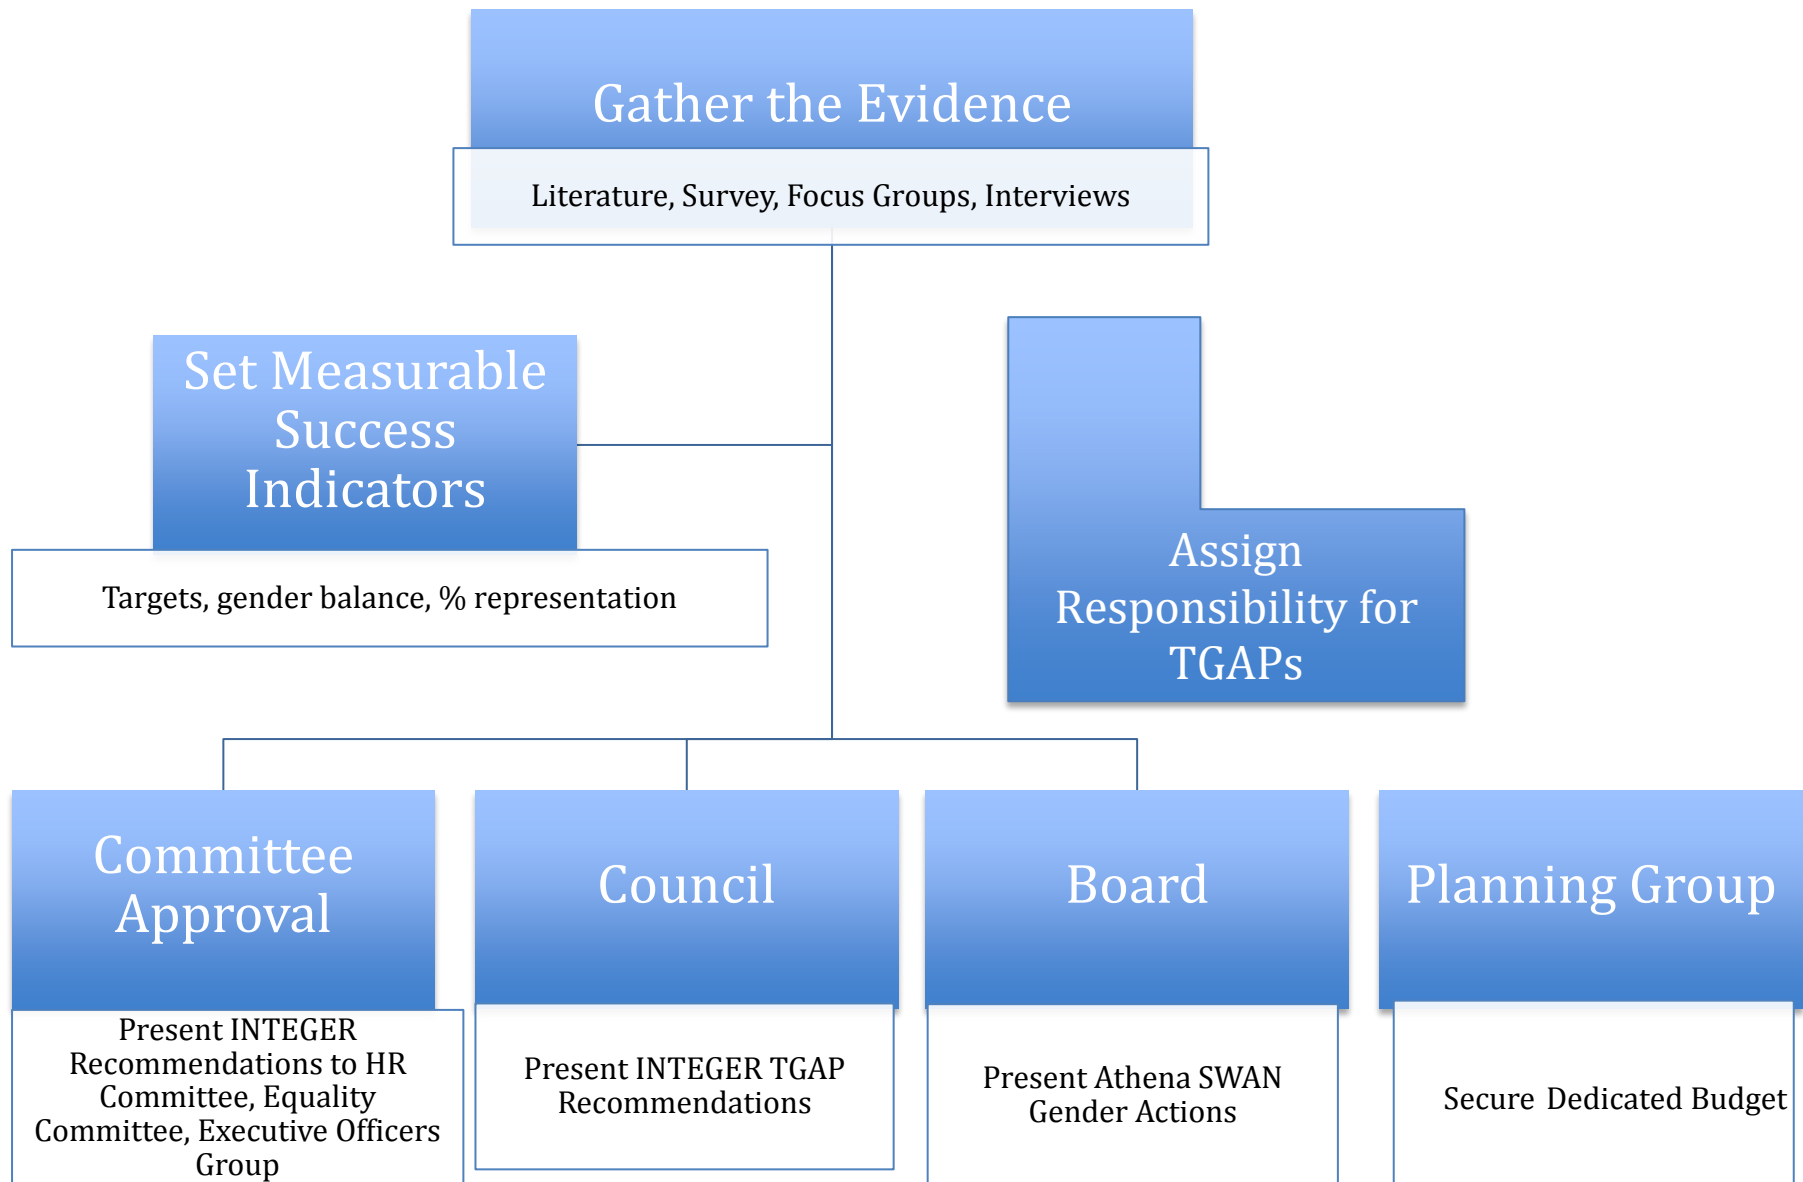 Gather the Evidence
Literature, Survey, Focus Groups, Interviews
Set Measurable
Success
Indicators
Targets, gender balance, % representation
Assign
Responsibility for
TGAPs
Committee
Approval
Present INTEGER
Recommendations to HR
Committee, Equality
Committee, Executive Officers
Group
Council
Present INTEGER TGAP
Recommendations
Board
Present Athena SWAN
Gender Actions
Planning Group
Secure Dedicated Budget